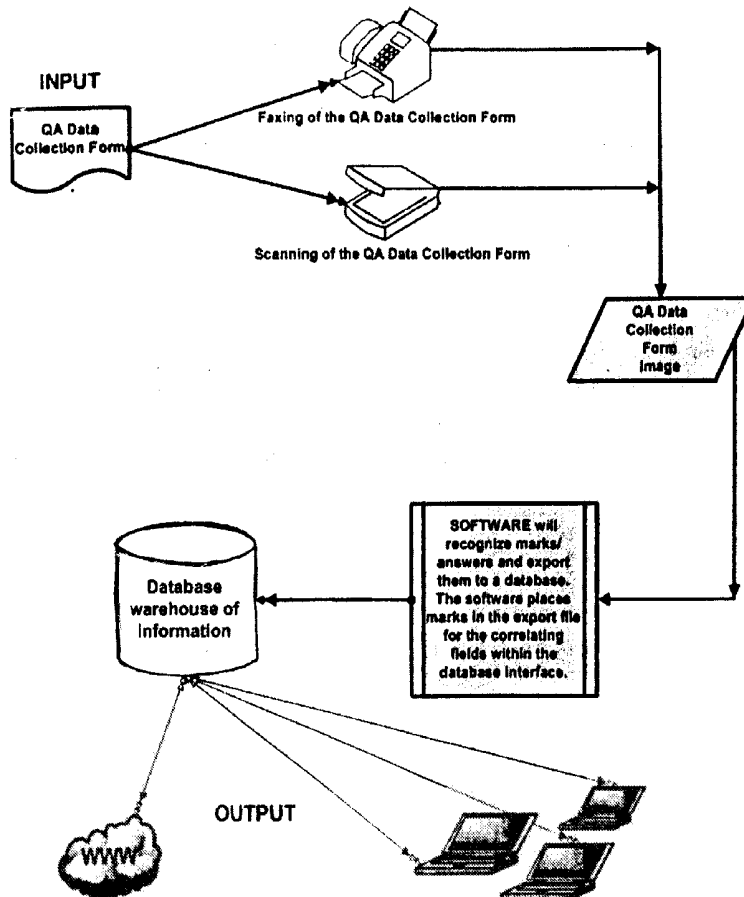 INPUT
QA Data
Collection Form
Faxing of the QA Data Collection Form
Scanning of the QA Data Collection Form
QA Data
Collection
Form
Image
SOFTWARE will
recognize marks/
answers and export
them to a database.
The software places
marks in the export file
for the correlating
fields within the
database interface.
Database
warehouse of
information
OUTPUT
WWW